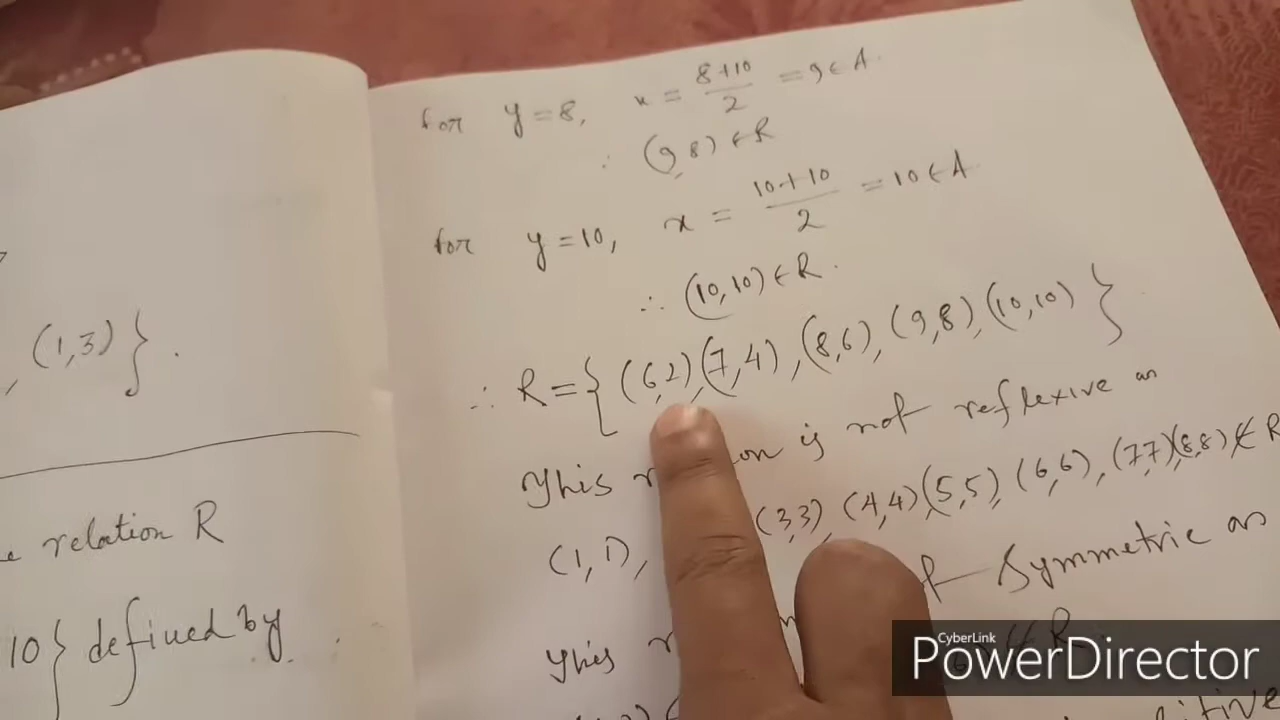 (1,3)}.
relation R
10} defined by
for y=8, x = 8+10/2 = 9 ∈ A.
∴ (9,8) ∈ R
for y=10, x = 10+10/2 = 10 ∈ A
∴ (10,10) ∈ R.
∴ R = {(6,2),(7,4),(8,6),(9,8),(10,10)}
This is not reflexive as
(1,1), (3,3), (4,4),(5,5), (6,6), (7,7)(8,8) ∉ R
This Symmetric as
CyberLink
PowerDirector